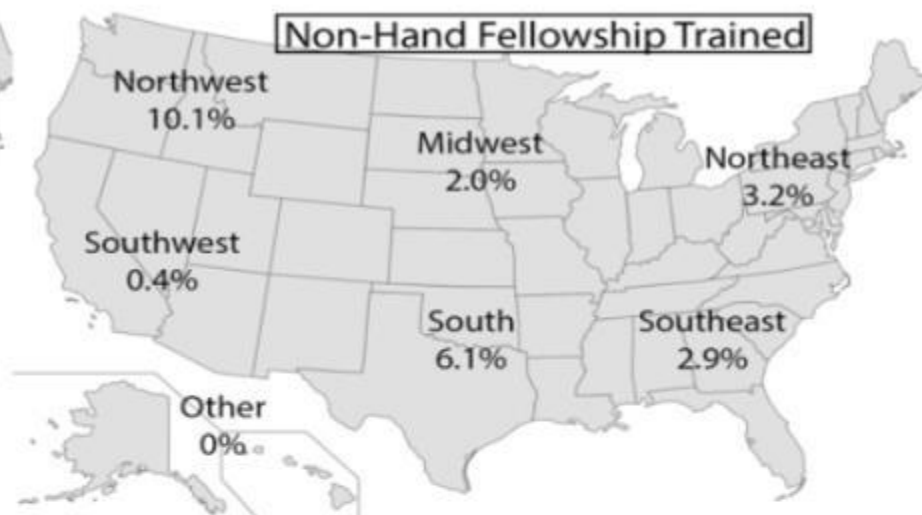 Non-Hand Fellowship Trained
Northwest
10.1%
Midwest
2.0%
Northeast
3.2%
Southwest
0.4%
South
6.1%
Southeast
2.9%
Other
0%